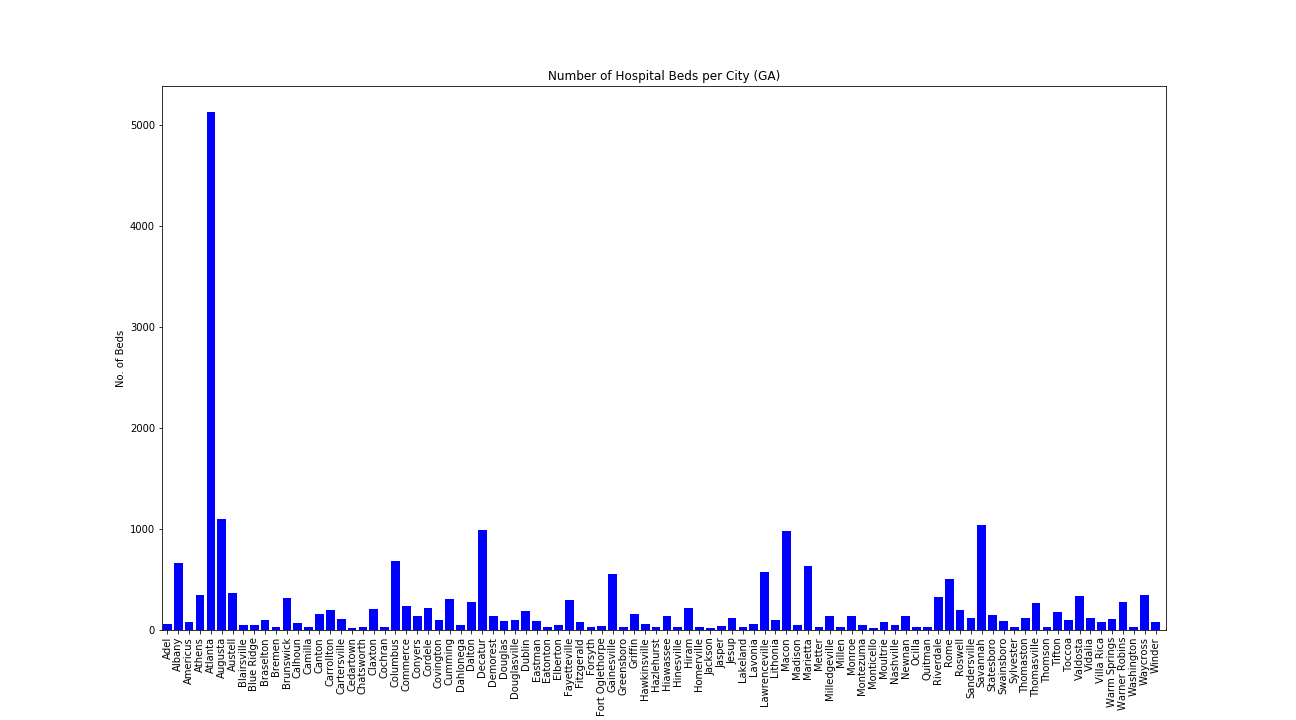 Number of Hospital Beds per City (GA)
No. of Beds
5000
4000
3000
2000
1000
0
Adel
Albany
Americus
Athens
Atlanta
Augusta
Austell
Blairsville
Blue Ridge
Braselton
Bremen
Brunswick
Calhoun
Camilla
Canton
Carrollton
Cartersville
Cedartown
Chatsworth
Claxton
Cochran
Columbus
Commerce
Conyers
Cordele
Covington
Cumming
Dahlonega
Dalton
Decatur
Demorest
Douglas
Douglasville
Dublin
Eastman
Eatonton
Elberton
Fayetteville
Fitzgerald
Forsyth
Fort Oglethorpe
Gainesville
Greensboro
Griffin
Hawkinsville
Hazlehurst
Hiawassee
Hinesville
Hiram
Homerville
Jackson
Jasper
Jesup
Lakeland
Lavonia
Lawrenceville
Lithonia
Macon
Madison
Marietta
Metter
Milledgeville
Millen
Monroe
Montezuma
Monticello
Moultrie
Nashville
Newnan
Ocilla
Quitman
Riverdale
Rome
Roswell
Sandersville
Savannah
Statesboro
Swainsboro
Sylvester
Thomaston
Thomasville
Thomson
Tifton
Toccoa
Valdosta
Vidalia
Villa Rica
Warm Springs
Warner Robins
Washington
Waycross
Winder